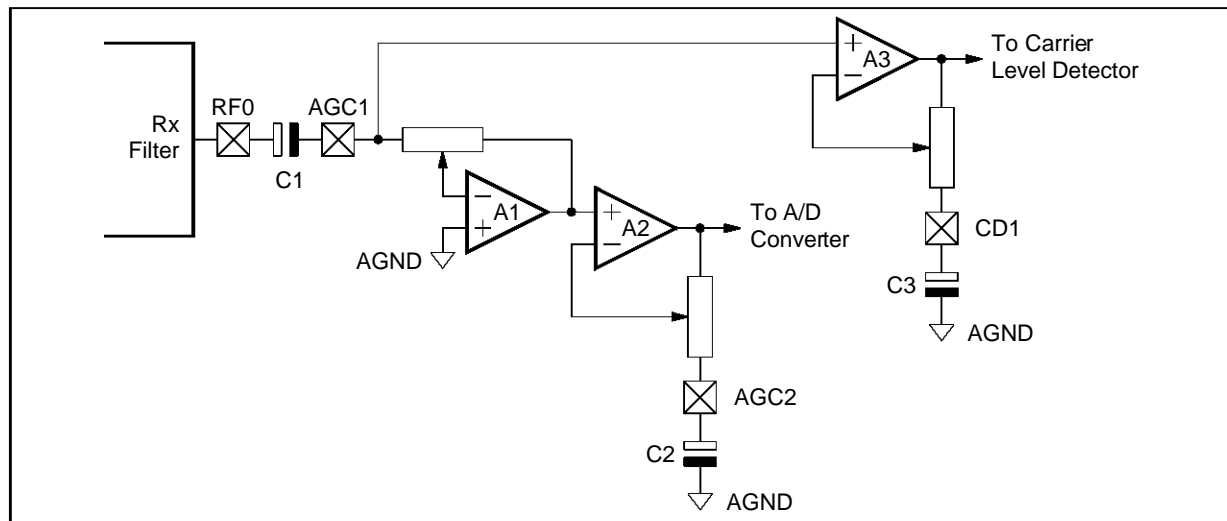 To Carrier
Level Detector
A3
RF0
AGC1
Rx
Filter
C1
A1
A2
To A/D
Converter
CD1
AGND
C3
AGND
AGC2
C2
AGND